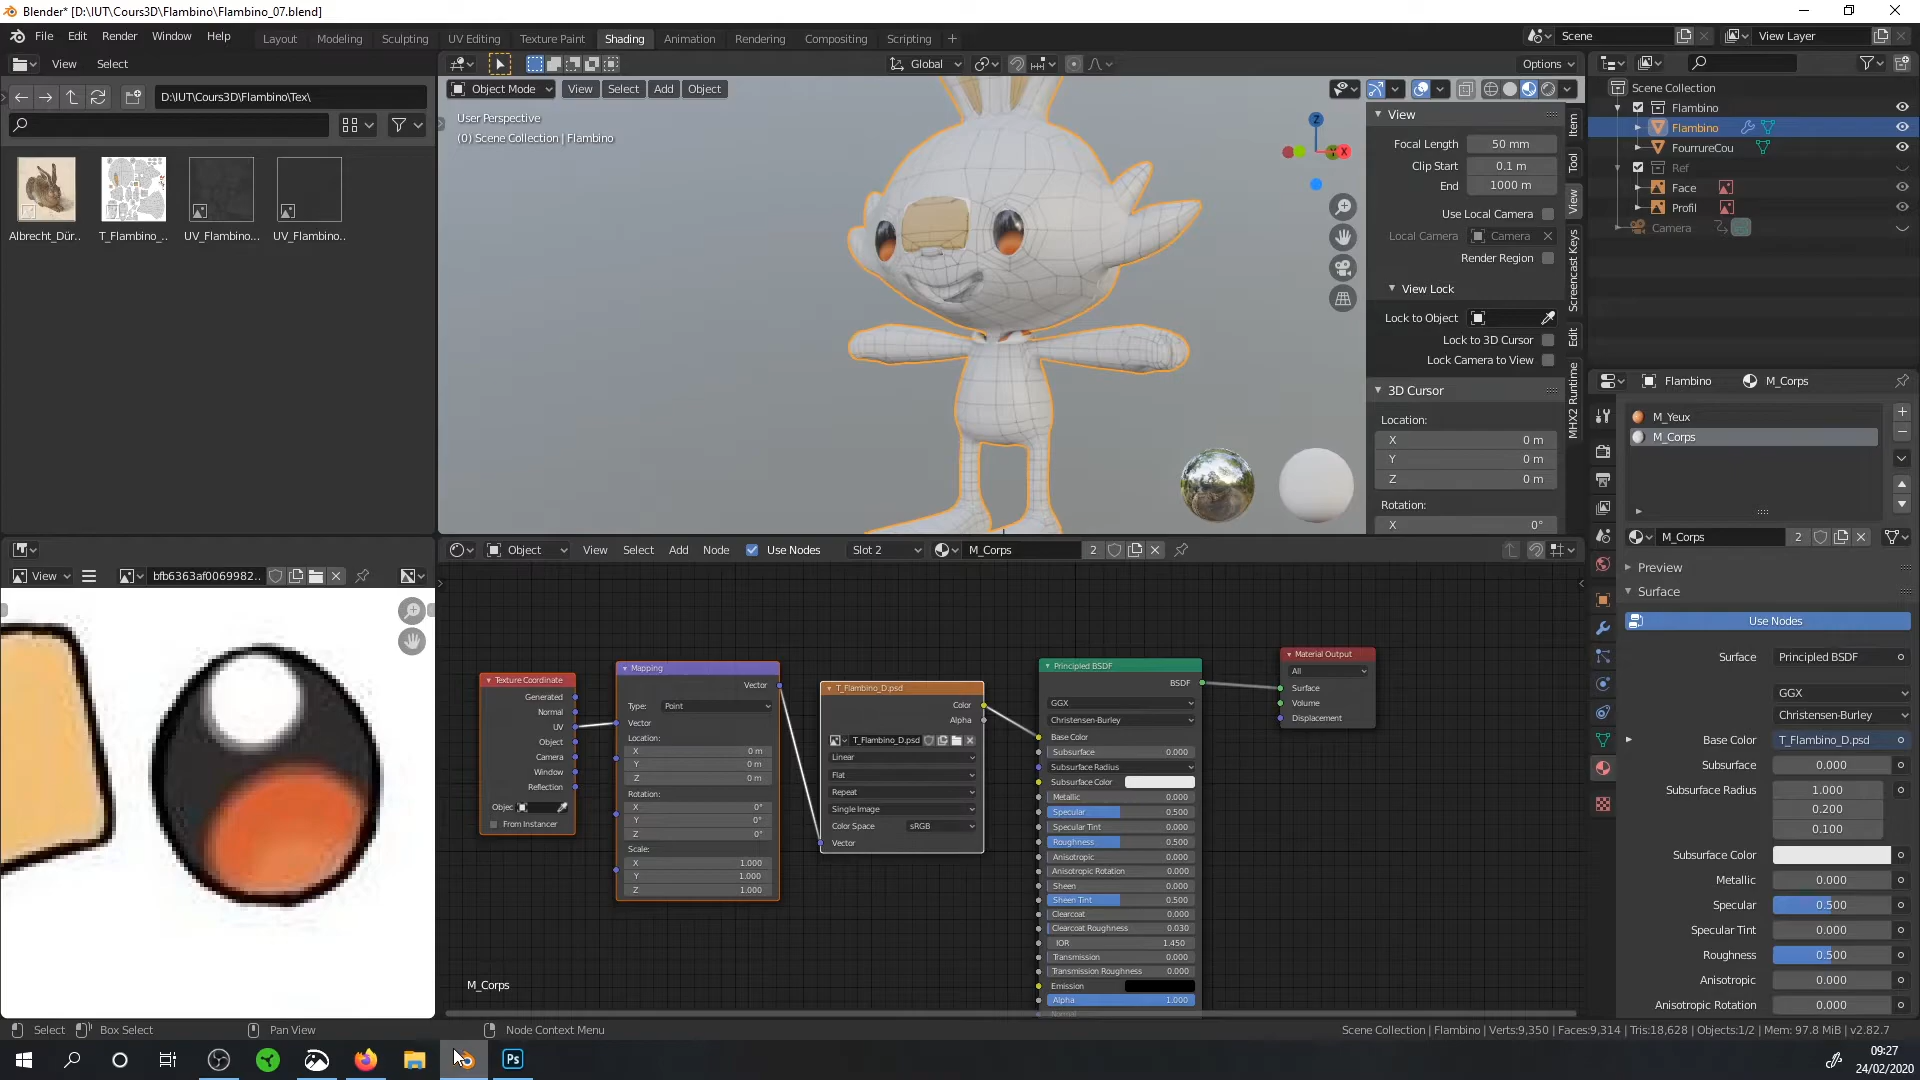 Blender* [D:\IUT\Cours3D\Flambino\Flambino_07.blend]
File Edit Render Window Help Layout Modeling Sculpting UV Editing Texture Paint Shading Animation Rendering Compositing Scripting + Scene View Layer
View Select Global Options
D:\IUT\Cours3D\Flambino\Tex\
Object Mode View Select Add Object
User Perspective
(0) Scene Collection | Flambino
Albrecht_Dür.. T_Flambino_.. UV_Flambino... UV_Flambino..
Z
X
View
Focal Length 50 mm
Clip Start 0.1 m
End 1000 m
Use Local Camera
Local Camera Camera
Render Region
View Lock
Lock to Object
Lock to 3D Cursor
Lock Camera to View
3D Cursor
Location:
X 0 m
Y 0 m
Z 0 m
Rotation:
X 0°
Item
Tool
View
Screencast Keys
Edit
MHX2 Runtime
Scene Collection
Flambino
Flambino
FourrureCou
Ref
Face
Profil
Camera
Flambino M_Corps
M_Yeux
M_Corps
M_Corps 2
Preview
Surface
Use Nodes
Surface Principled BSDF
GGX
Christensen-Burley
Base Color T_Flambino_D.psd
Subsurface 0.000
Subsurface Radius 1.000
0.200
0.100
Subsurface Color
Metallic 0.000
Specular 0.500
Specular Tint 0.000
Roughness 0.500
Anisotropic 0.000
Anisotropic Rotation 0.000
View bfb6363af0069982..
Object View Select Add Node Use Nodes Slot 2 M_Corps 2
Texture Coordinate
Generated
Normal
UV
Object
Camera
Window
Reflection
Objec
From Instancer
Mapping
Vector
Type: Point
Vector
Location:
X 0 m
Y 0 m
Z 0 m
Rotation:
X 0°
Y 0°
Z 0°
Scale:
X 1.000
Y 1.000
Z 1.000
T_Flambino_D.psd
Color
Alpha
T_Flambino_D.psd
Linear
Flat
Repeat
Single Image
Color Space sRGB
Vector
Principled BSDF
BSDF
GGX
Christensen-Burley
Base Color
Subsurface 0.000
Subsurface Radius
Subsurface Color
Metallic 0.000
Specular 0.500
Specular Tint 0.000
Roughness 0.500
Anisotropic 0.000
Anisotropic Rotation 0.000
Sheen 0.000
Sheen Tint 0.500
Clearcoat 0.000
Clearcoat Roughness 0.030
IOR 1.450
Transmission 0.000
Transmission Roughness 0.000
Emission
Alpha 1.000
Normal
Material Output
All
Surface
Volume
Displacement
M_Corps
Select Box Select Pan View Node Context Menu Scene Collection | Flambino | Verts:9,350 | Faces:9,314 | Tris:18,628 | Objects:1/2 | Mem: 97.8 MiB | v2.82.7
Ps
09:27
24/02/2020